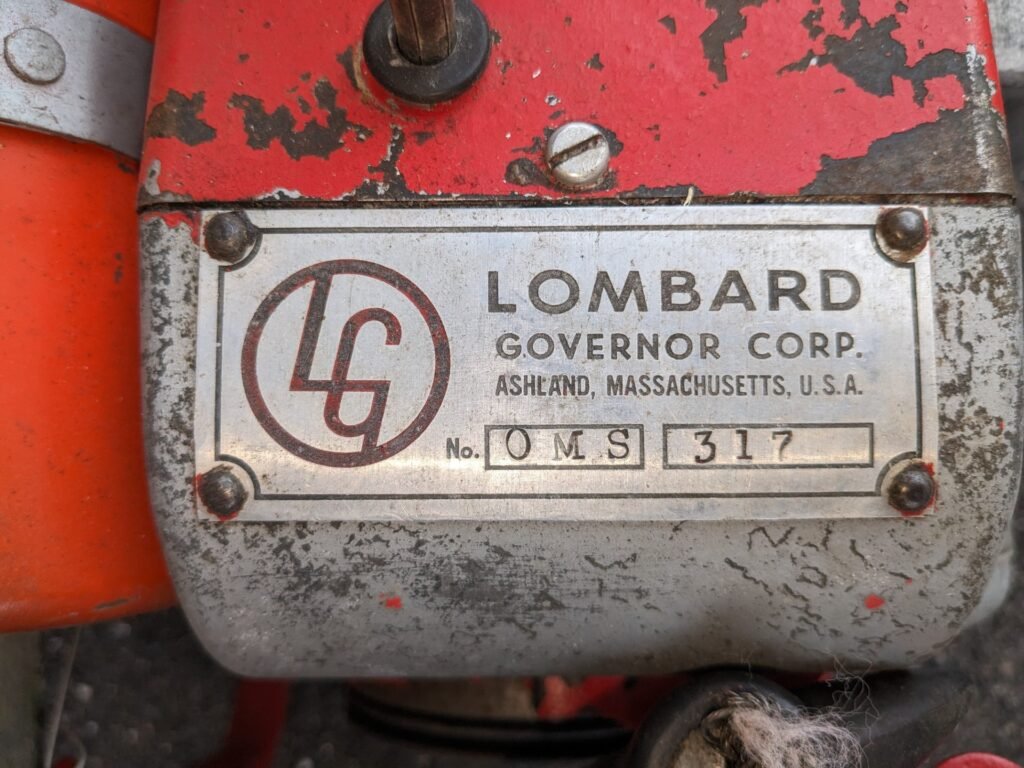 LG
LOMBARD
GOVERNOR CORP.
ASHLAND, MASSACHUSETTS, U.S.A.
No. OMS 317